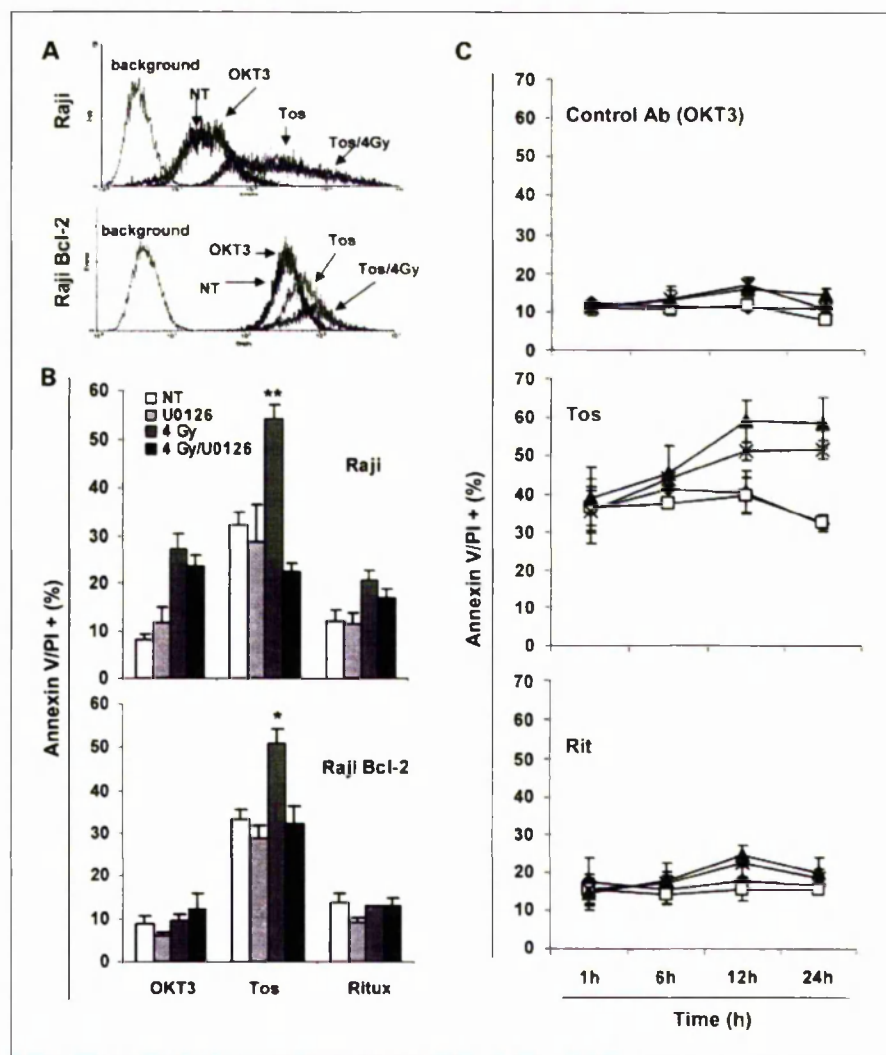 A
background
OKT3
NT
Tos
Tos/4Gy
Raji
background
OKT3
Tos
NT
Tos/4Gy
Raji Bcl-2
B
60
50
40
30
20
10
0
NT
U0126
4 Gy
4 Gy/U0126
**
Raji
Annexin V/PI + (%)
60
50
40
30
20
10
0
*
Raji Bcl-2
OKT3 Tos Ritux
C
70
60
50
40
30
20
10
0
Control Ab (OKT3)
70
60
50
40
30
20
10
0
Tos
Annexin V/PI + (%)
70
60
50
40
30
20
10
0
Rit
1h 6h 12h 24h
Time (h)